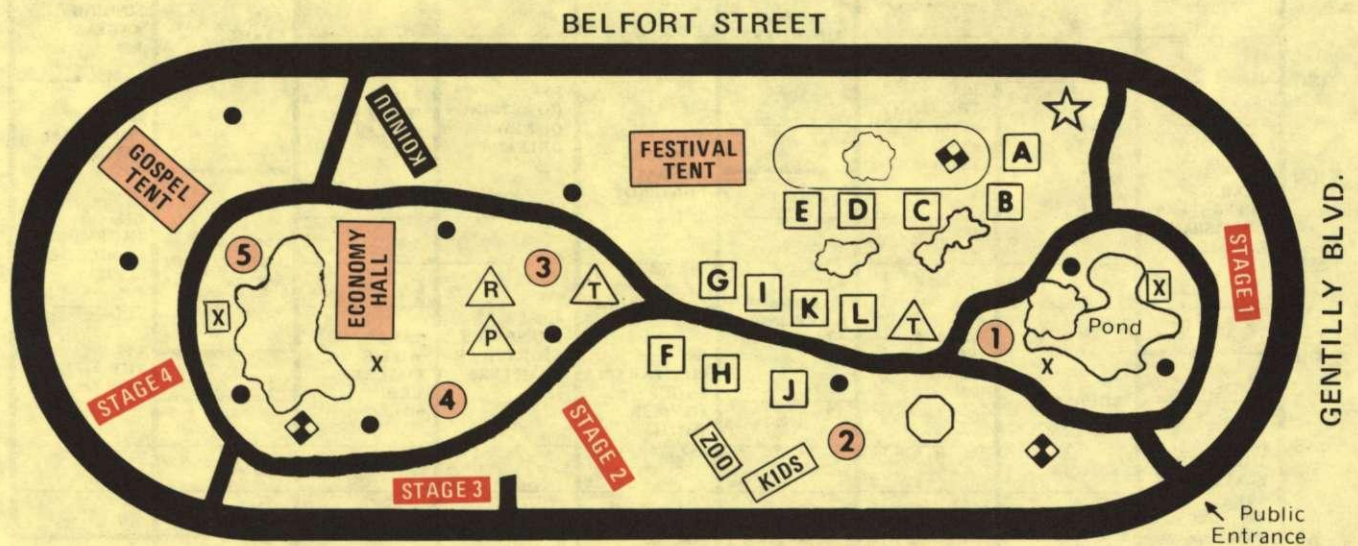 BELFORT STREET
KOINDU
GOSPEL
TENT
FESTIVAL
TENT
A
B
E
D
C
GENTILLY BLVD.
STAGE 1
5
ECONOMY
HALL
3
R
T
G
I
K
L
T
X
X
Pond
1
P
F
X
X
H
J
STAGE 4
4
STAGE 2
2
ZOO
KIDS
STAGE 3
Public
Entrance